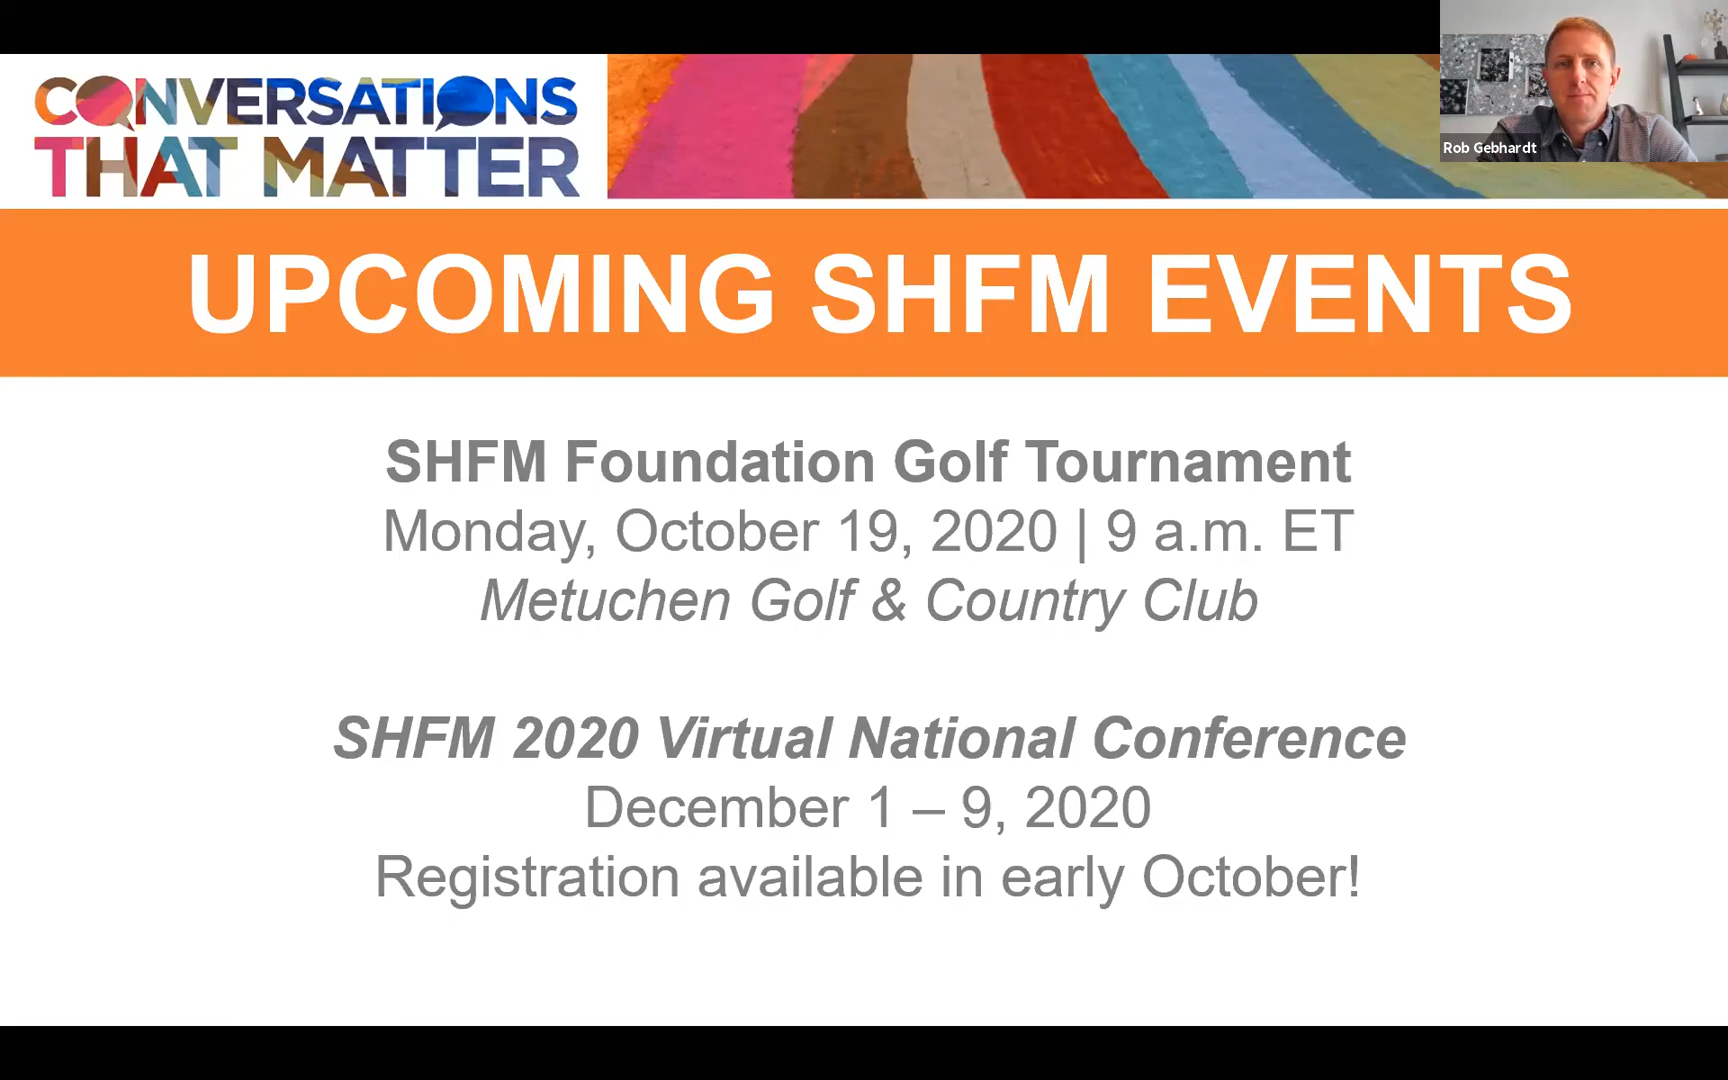 CONVERSATIONS
THAT MATTER
Rob Gebhardt
UPCOMING SHFM EVENTS
SHFM Foundation Golf Tournament
Monday, October 19, 2020 | 9 a.m. ET
Metuchen Golf & Country Club
SHFM 2020 Virtual National Conference
December 1 – 9, 2020
Registration available in early October!